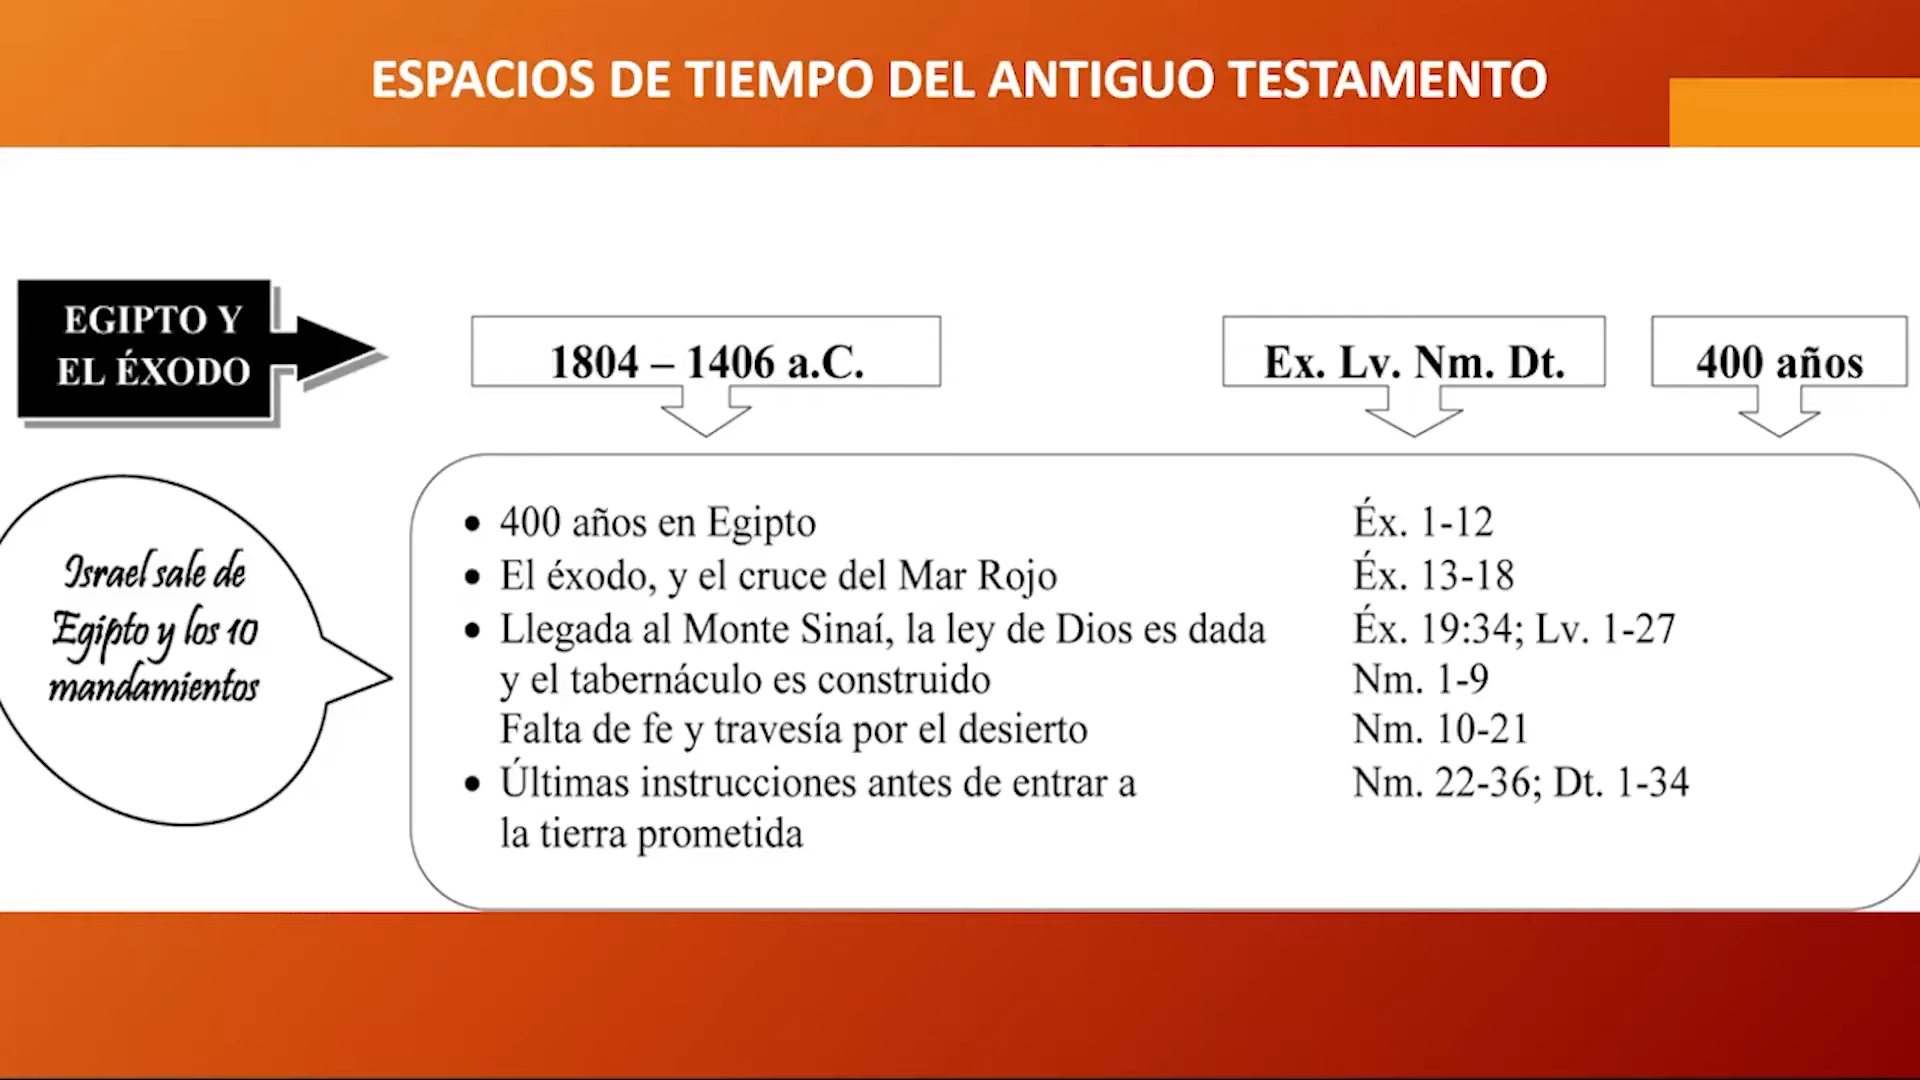 ESPACIOS DE TIEMPO DEL ANTIGUO TESTAMENTO
EGIPTO Y
EL ÉXODO
1804 – 1406 a.C.
Ex. Lv. Nm. Dt.
400 años
Israel sale de
Egipto y los 10
mandamientos
• 400 años en Egipto Éx. 1-12
• El éxodo, y el cruce del Mar Rojo Éx. 13-18
• Llegada al Monte Sinaí, la ley de Dios es dada Éx. 19:34; Lv. 1-27
y el tabernáculo es construido Nm. 1-9
Falta de fe y travesía por el desierto Nm. 10-21
• Últimas instrucciones antes de entrar a Nm. 22-36; Dt. 1-34
la tierra prometida